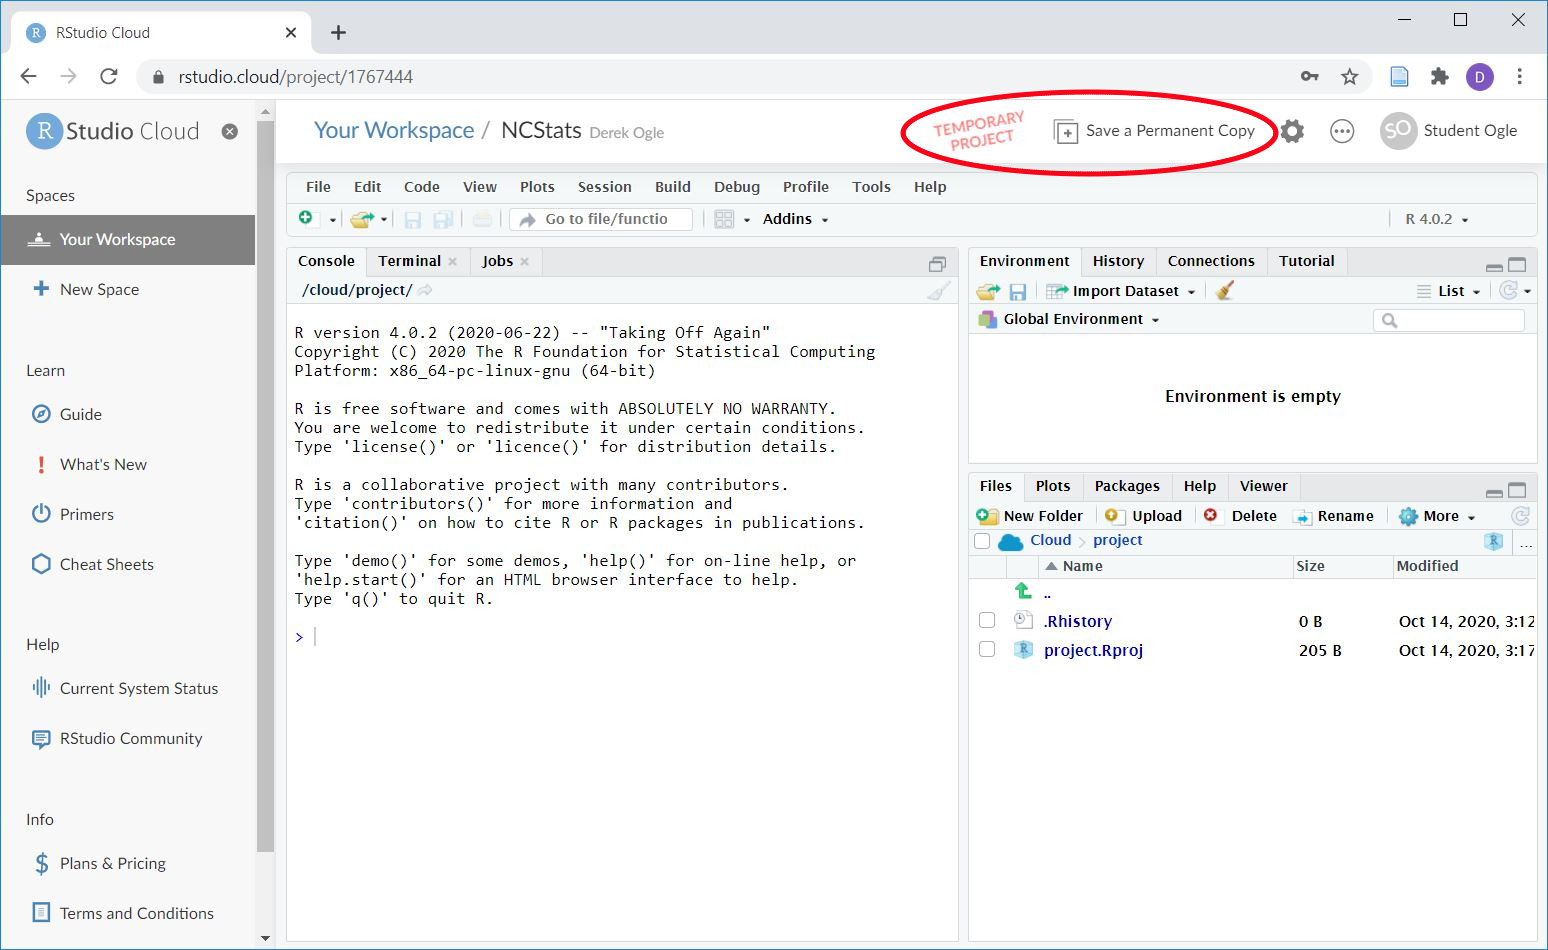 RStudio Cloud
rstudio.cloud/project/1767444
D
R Studio Cloud
Your Workspace / NCStats Derek Ogle
TEMPORARY
PROJECT
Save a Permanent Copy
SO Student Ogle
Spaces
Your Workspace
New Space
Learn
Guide
What's New
Primers
Cheat Sheets
Help
Current System Status
RStudio Community
Info
Plans & Pricing
Terms and Conditions
File Edit Code View Plots Session Build Debug Profile Tools Help
Go to file/functio Addins R 4.0.2
Console Terminal Jobs
/cloud/project/
R version 4.0.2 (2020-06-22) -- "Taking Off Again"
Copyright (C) 2020 The R Foundation for Statistical Computing
Platform: x86_64-pc-linux-gnu (64-bit)
R is free software and comes with ABSOLUTELY NO WARRANTY.
You are welcome to redistribute it under certain conditions.
Type 'license()' or 'licence()' for distribution details.
R is a collaborative project with many contributors.
Type 'contributors()' for more information and
'citation()' on how to cite R or R packages in publications.
Type 'demo()' for some demos, 'help()' for on-line help, or
'help.start()' for an HTML browser interface to help.
Type 'q()' to quit R.
>
Environment History Connections Tutorial
Import Dataset List
Global Environment
Environment is empty
Files Plots Packages Help Viewer
New Folder Upload Delete Rename More
Cloud > project R ...
Name Size Modified
..
.Rhistory 0 B Oct 14, 2020, 3:12
project.Rproj 205 B Oct 14, 2020, 3:17